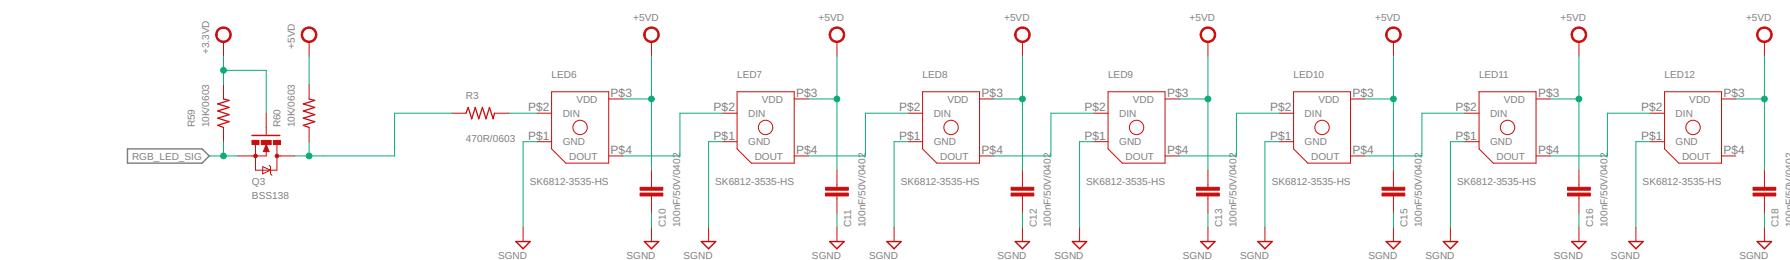 +3.3VD
+5VD
+5VD
+5VD
+5VD
+5VD
+5VD
+5VD
+5VD
R59
10K/0603
R60
10K/0603
RGB_LED_SIG
Q3
BSS138
R3
470R/0603
LED6
P$2
P$1
VDD
DIN
GND
DOUT
P$3
P$4
SK6812-3535-HS
C10
100nF/50V/0402
SGND
SGND
LED7
P$2
P$1
VDD
DIN
GND
DOUT
P$3
P$4
SK6812-3535-HS
C11
100nF/50V/0402
SGND
SGND
LED8
P$2
P$1
VDD
DIN
GND
DOUT
P$3
P$4
SK6812-3535-HS
C12
100nF/50V/0402
SGND
SGND
LED9
P$2
P$1
VDD
DIN
GND
DOUT
P$3
P$4
SK6812-3535-HS
C13
100nF/50V/0402
SGND
SGND
LED10
P$2
P$1
VDD
DIN
GND
DOUT
P$3
P$4
SK6812-3535-HS
C15
100nF/50V/0402
SGND
SGND
LED11
P$2
P$1
VDD
DIN
GND
DOUT
P$3
P$4
SK6812-3535-HS
C16
100nF/50V/0402
SGND
SGND
LED12
P$2
P$1
VDD
DIN
GND
DOUT
P$3
P$4
SK6812-3535-HS
C18
100nF/50V/0402
SGND
SGND